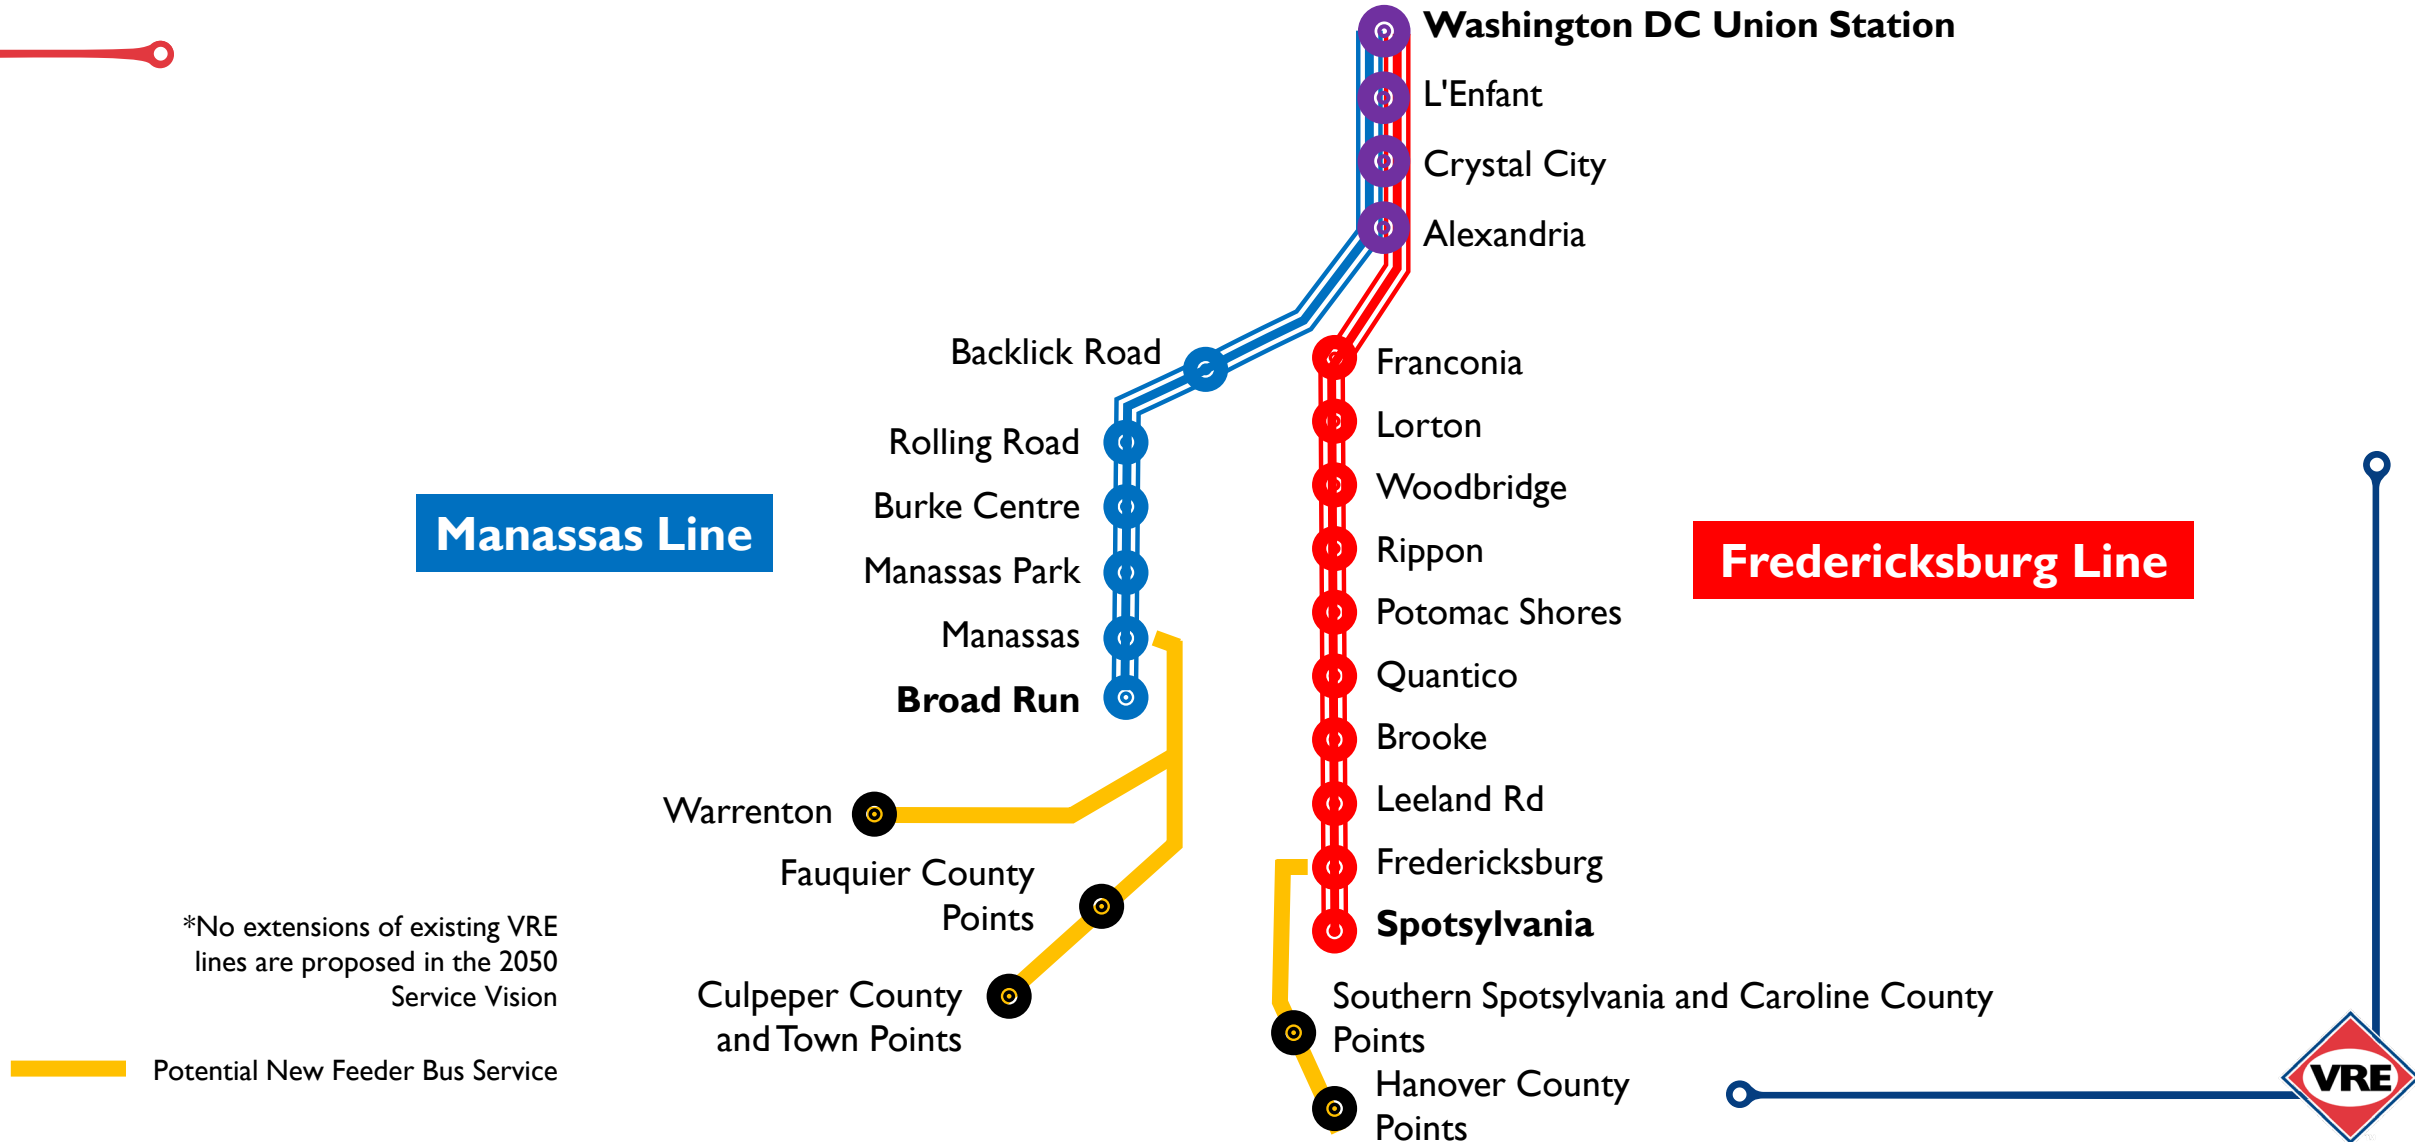 Washington DC Union Station
L'Enfant
Crystal City
Alexandria
Backlick Road
Rolling Road
Burke Centre
Manassas Park
Manassas
Broad Run
Manassas Line
Franconia
Lorton
Woodbridge
Rippon
Potomac Shores
Quantico
Brooke
Leeland Rd
Fredericksburg
Spotsylvania
Fredericksburg Line
Warrenton
Fauquier County
Points
Culpeper County
and Town Points
Southern Spotsylvania and Caroline County
Points
Hanover County
Points
*No extensions of existing VRE
lines are proposed in the 2050
Service Vision
Potential New Feeder Bus Service
VRE